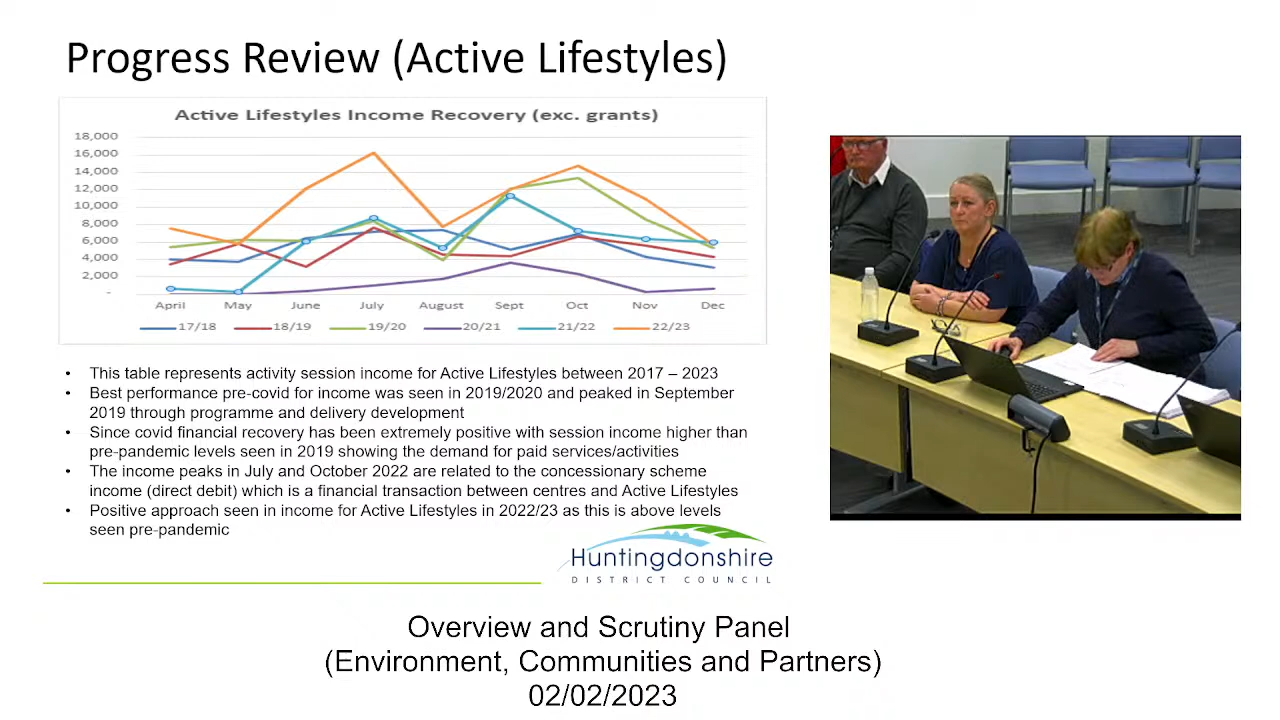 Progress Review (Active Lifestyles)
Active Lifestyles Income Recovery (exc. grants)
18,000
16,000
14,000
12,000
10,000
8,000
6,000
4,000
2,000
-
April May June July August Sept Oct Nov Dec
17/18 18/19 19/20 20/21 21/22 22/23
• This table represents activity session income for Active Lifestyles between 2017 – 2023
• Best performance pre-covid for income was seen in 2019/2020 and peaked in September
2019 through programme and delivery development
• Since covid financial recovery has been extremely positive with session income higher than
pre-pandemic levels seen in 2019 showing the demand for paid services/activities
• The income peaks in July and October 2022 are related to the concessionary scheme
income (direct debit) which is a financial transaction between centres and Active Lifestyles
• Positive approach seen in income for Active Lifestyles in 2022/23 as this is above levels
seen pre-pandemic
Huntingdonshire
DISTRICT COUNCIL
Overview and Scrutiny Panel
(Environment, Communities and Partners)
02/02/2023